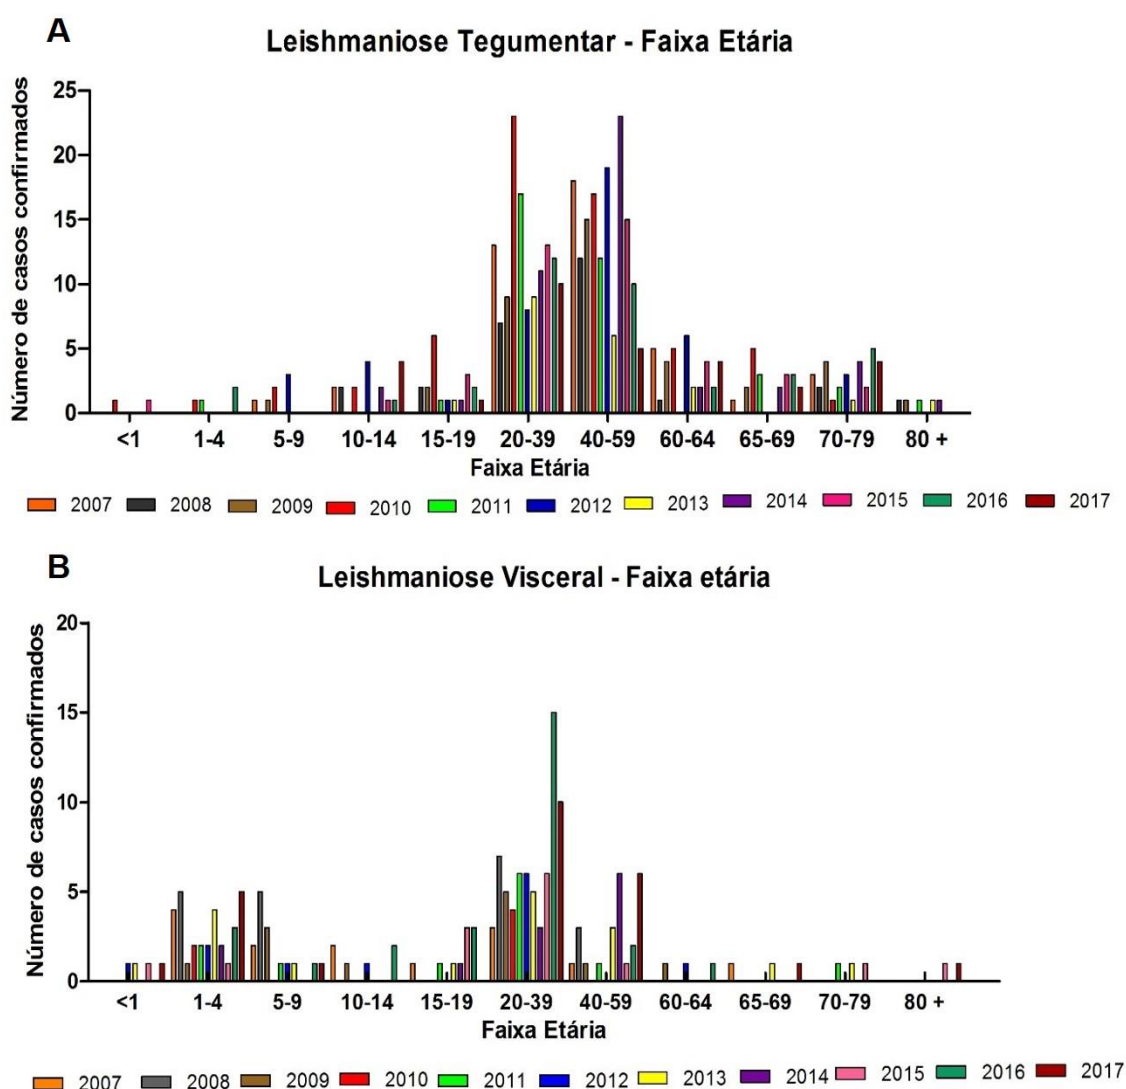 A
Leishmaniose Tegumentar - Faixa Etária
Número de casos confirmados
25
20
15
10
5
0
<1 1-4 5-9 10-14 15-19 20-39 40-59 60-64 65-69 70-79 80 +
Faixa Etária
2007 2008 2009 2010 2011 2012 2013 2014 2015 2016 2017
B
Leishmaniose Visceral - Faixa etária
Número de casos confirmados
20
15
10
5
0
<1 1-4 5-9 10-14 15-19 20-39 40-59 60-64 65-69 70-79 80 +
Faixa Etária
2007 2008 2009 2010 2011 2012 2013 2014 2015 2016 2017